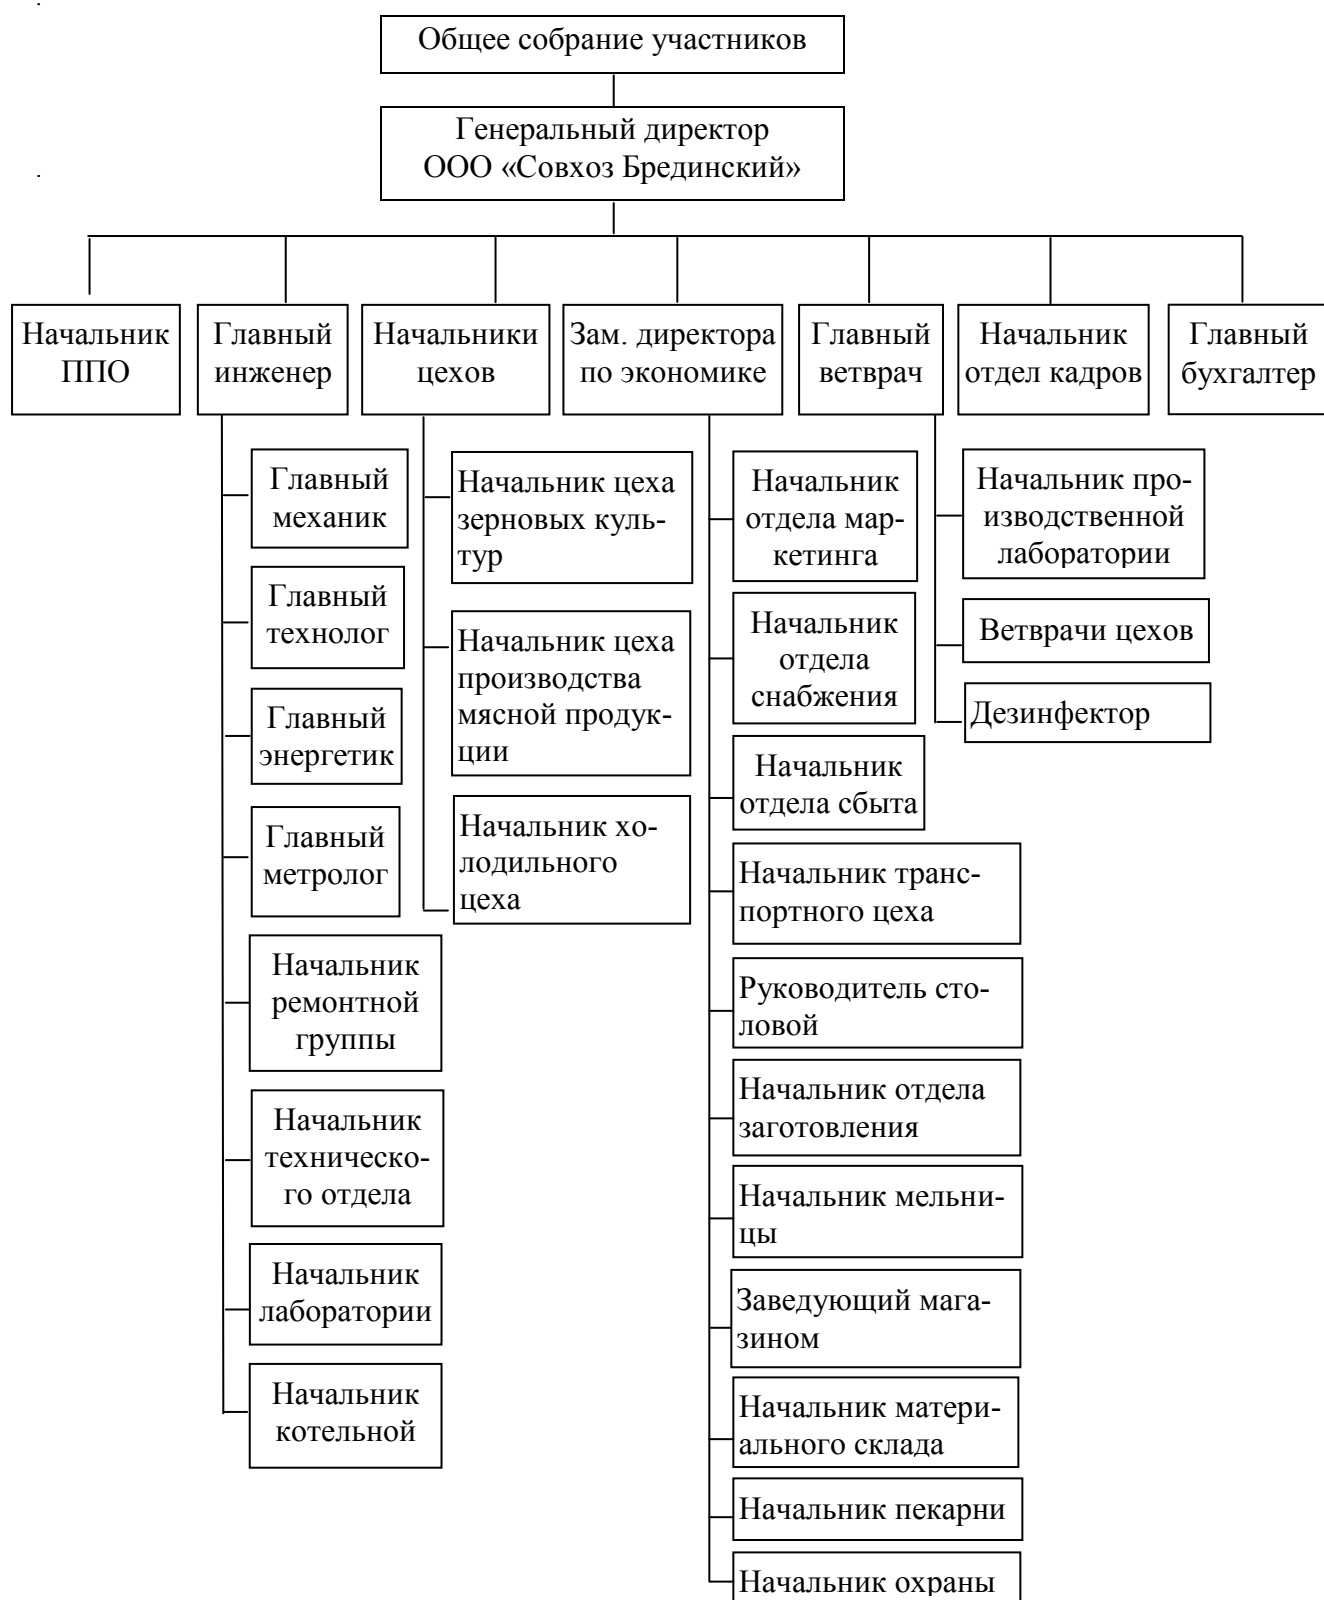 Общее собрание участников
Генеральный директор
ООО «Совхоз Брединский»
Начальник
ППО
Главный
инженер
Начальники
цехов
Зам. директора
по экономике
Главный
ветврач
Начальник
отдел кадров
Главный
бухгалтер
Главный
механик
Главный
технолог
Главный
энергетик
Главный
метролог
Начальник
ремонтной
группы
Начальник
техническо-
го отдела
Начальник
лаборатории
Начальник
котельной
Начальник цеха
зерновых куль-
тур
Начальник цеха
производства
мясной продук-
ции
Начальник хо-
лодильного
цеха
Начальник
отдела мар-
кетинга
Начальник
отдела
снабжения
Начальник
отдела сбыта
Начальник транс-
портного цеха
Руководитель сто-
ловой
Начальник отдела
заготовления
Начальник мельни-
цы
Заведующий мага-
зином
Начальник матери-
ального склада
Начальник пекарни
Начальник охраны
Начальник про-
изводственной
лаборатории
Ветврачи цехов
Дезинфектор